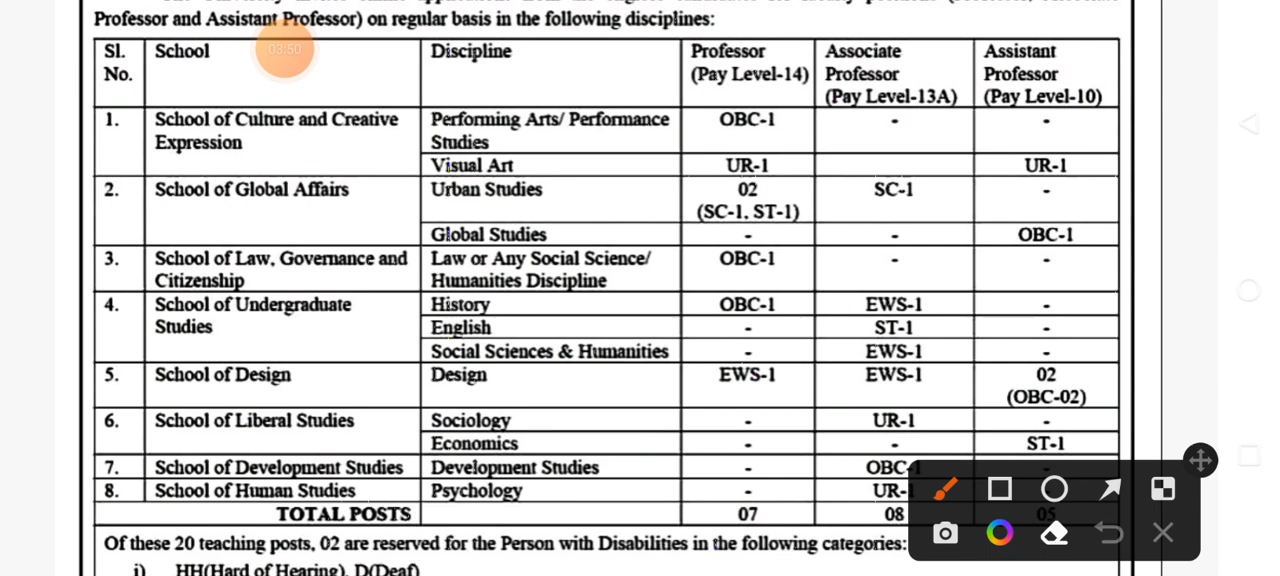 Professor and Assistant Professor) on regular basis in the following disciplines:
03:50
Sl. No. School Discipline Professor (Pay Level-14) Associate Professor (Pay Level-13A) Assistant Professor (Pay Level-10)
1. School of Culture and Creative Expression Performing Arts/ Performance Studies OBC-1 - -
Visual Art UR-1 UR-1
2. School of Global Affairs Urban Studies 02 (SC-1, ST-1) SC-1 -
Global Studies - - OBC-1
3. School of Law, Governance and Citizenship Law or Any Social Science/ Humanities Discipline OBC-1 - -
4. School of Undergraduate Studies History OBC-1 EWS-1 -
English - ST-1 -
Social Sciences & Humanities - EWS-1 -
5. School of Design Design EWS-1 EWS-1 02 (OBC-02)
6. School of Liberal Studies Sociology - UR-1 -
Economics - - ST-1
7. School of Development Studies Development Studies - OBC-1 -
8. School of Human Studies Psychology - UR-1
TOTAL POSTS 07 08 05
Of these 20 teaching posts, 02 are reserved for the Person with Disabilities in the following categories:
i) HH(Hard of Hearing), D(Deaf)